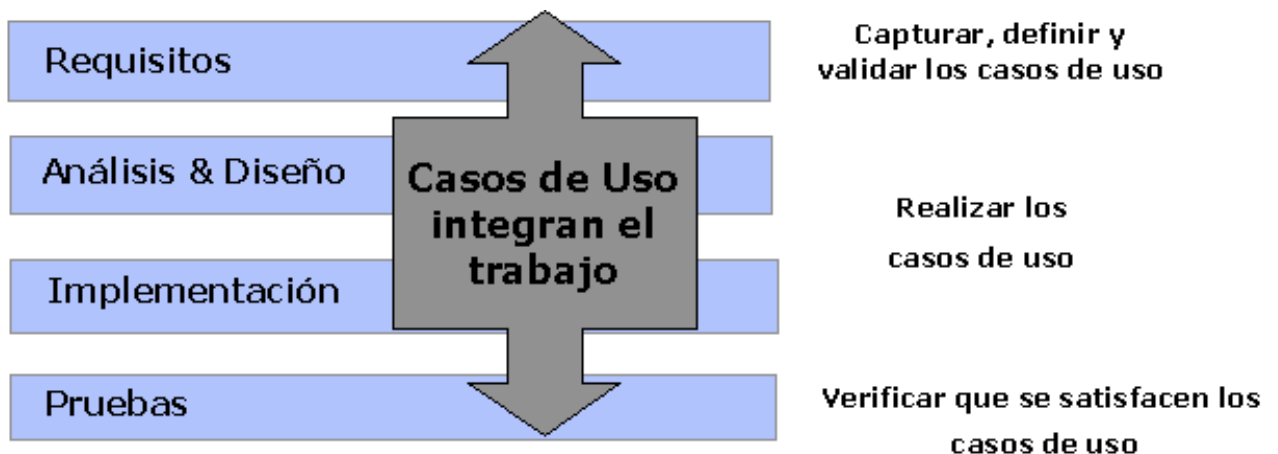 Requisitos
Capturar, definir y
validar los casos de uso
Análisis & Diseño
Casos de Uso
integran el
trabajo
Realizar los
casos de uso
Implementación
Pruebas
Verificar que se satisfacen los
casos de uso